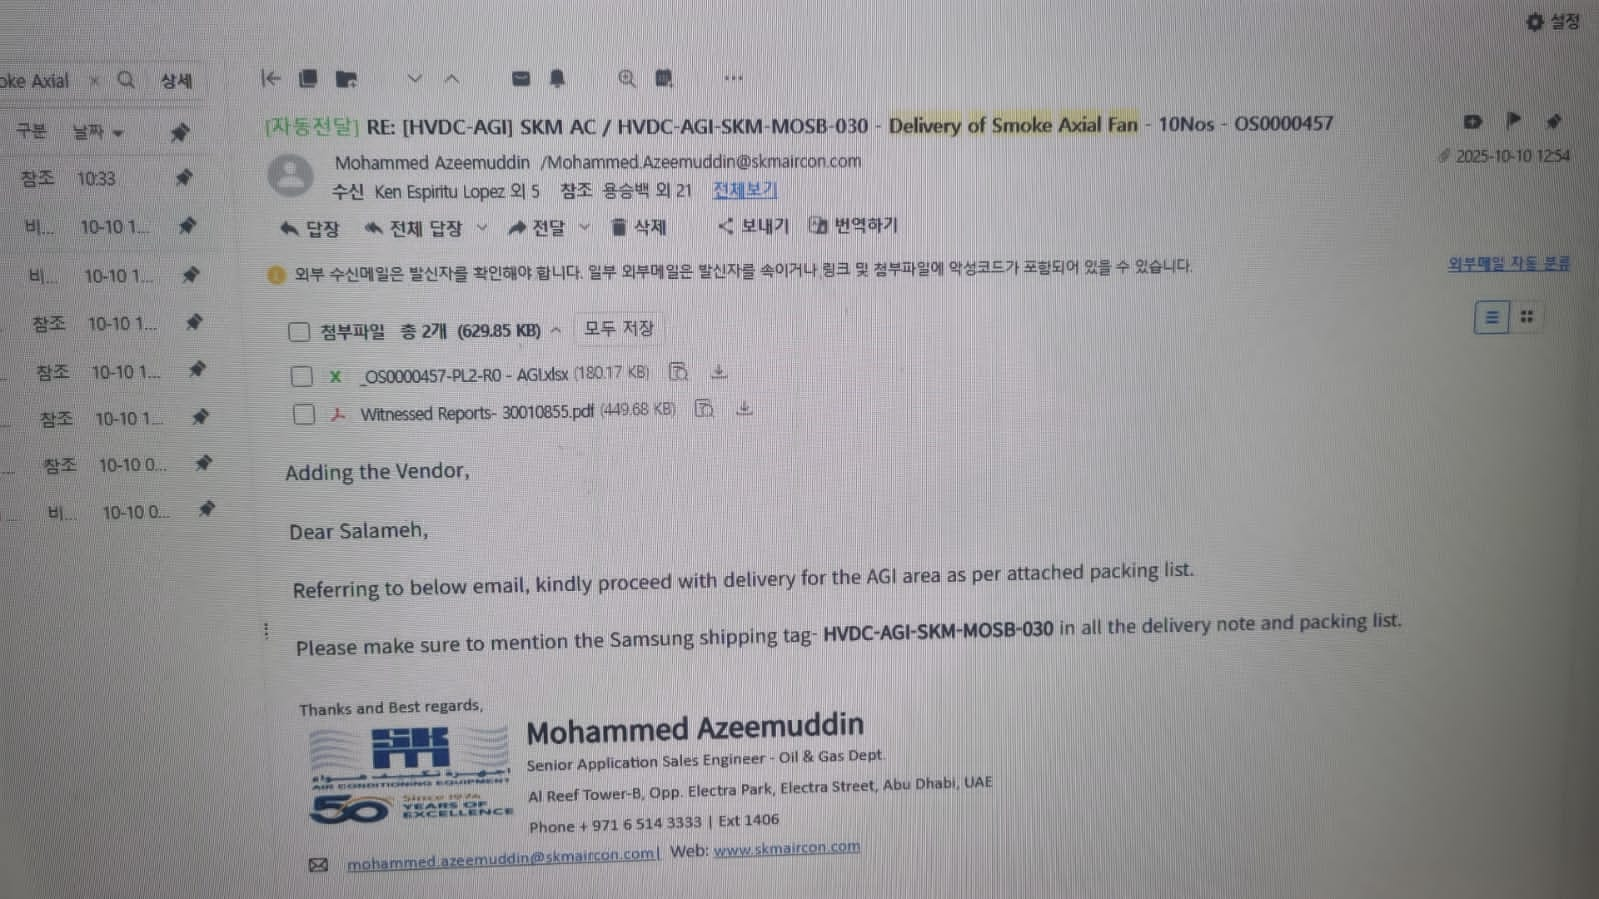 설정
oke Axial × 상세
구분 날짜
참조 10:33
비... 10-10 1...
비... 10-10 1...
참조 10-10 1...
참조 10-10 1...
참조 10-10 1...
참조 10-10 0...
비... 10-10 0...
[자동전달] RE: [HVDC-AGI] SKM AC / HVDC-AGI-SKM-MOSB-030 - Delivery of Smoke Axial Fan - 10Nos - OS0000457
2025-10-10 12:54
Mohammed Azeemuddin /Mohammed.Azeemuddin@skmaircon.com
수신 Ken Espiritu Lopez 외 5 참조 용승백 외 21 전체보기
답장 전체 답장 전달 삭제 보내기 번역하기
외부 수신메일은 발신자를 확인해야 합니다. 일부 외부메일은 발신자를 속이거나 링크 및 첨부파일에 악성코드가 포함되어 있을 수 있습니다.
외부메일 자동 분류
첨부파일 총 2개 (629.85 KB) 모두 저장
_OS0000457-PL2-R0 - AGI.xlsx (180.17 KB)
Witnessed Reports- 30010855.pdf (449.68 KB)
Adding the Vendor,
Dear Salameh,
Referring to below email, kindly proceed with delivery for the AGI area as per attached packing list.
Please make sure to mention the Samsung shipping tag- HVDC-AGI-SKM-MOSB-030 in all the delivery note and packing list.
Thanks and Best regards,
SKM
AIR CONDITIONING EQUIPMENT
50 Since 1974
YEARS OF
EXCELLENCE
Mohammed Azeemuddin
Senior Application Sales Engineer - Oil & Gas Dept.
Al Reef Tower-B, Opp. Electra Park, Electra Street, Abu Dhabi, UAE
Phone + 971 6 514 3333 | Ext 1406
mohammed.azeemuddin@skmaircon.com| Web: www.skmaircon.com